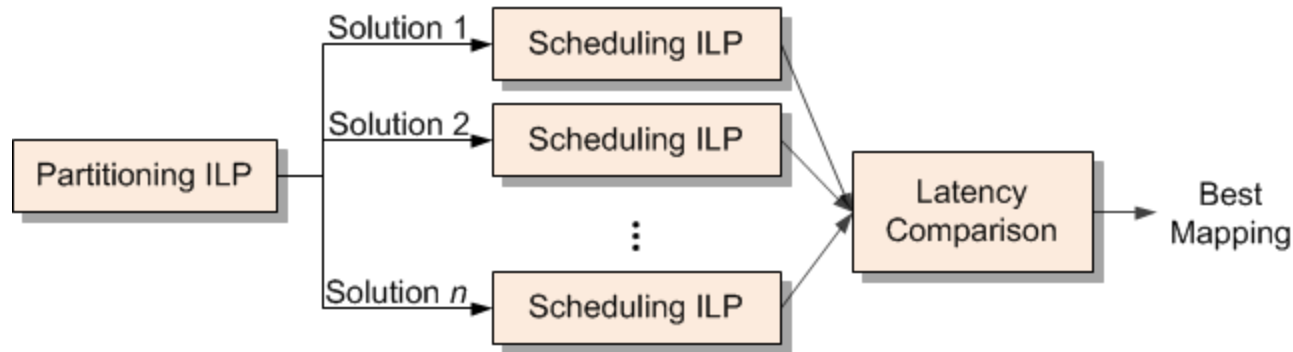 Solution 1
Scheduling ILP
Solution 2
Scheduling ILP
Partitioning ILP
Latency
Comparison
Best
Mapping
Solution n
Scheduling ILP